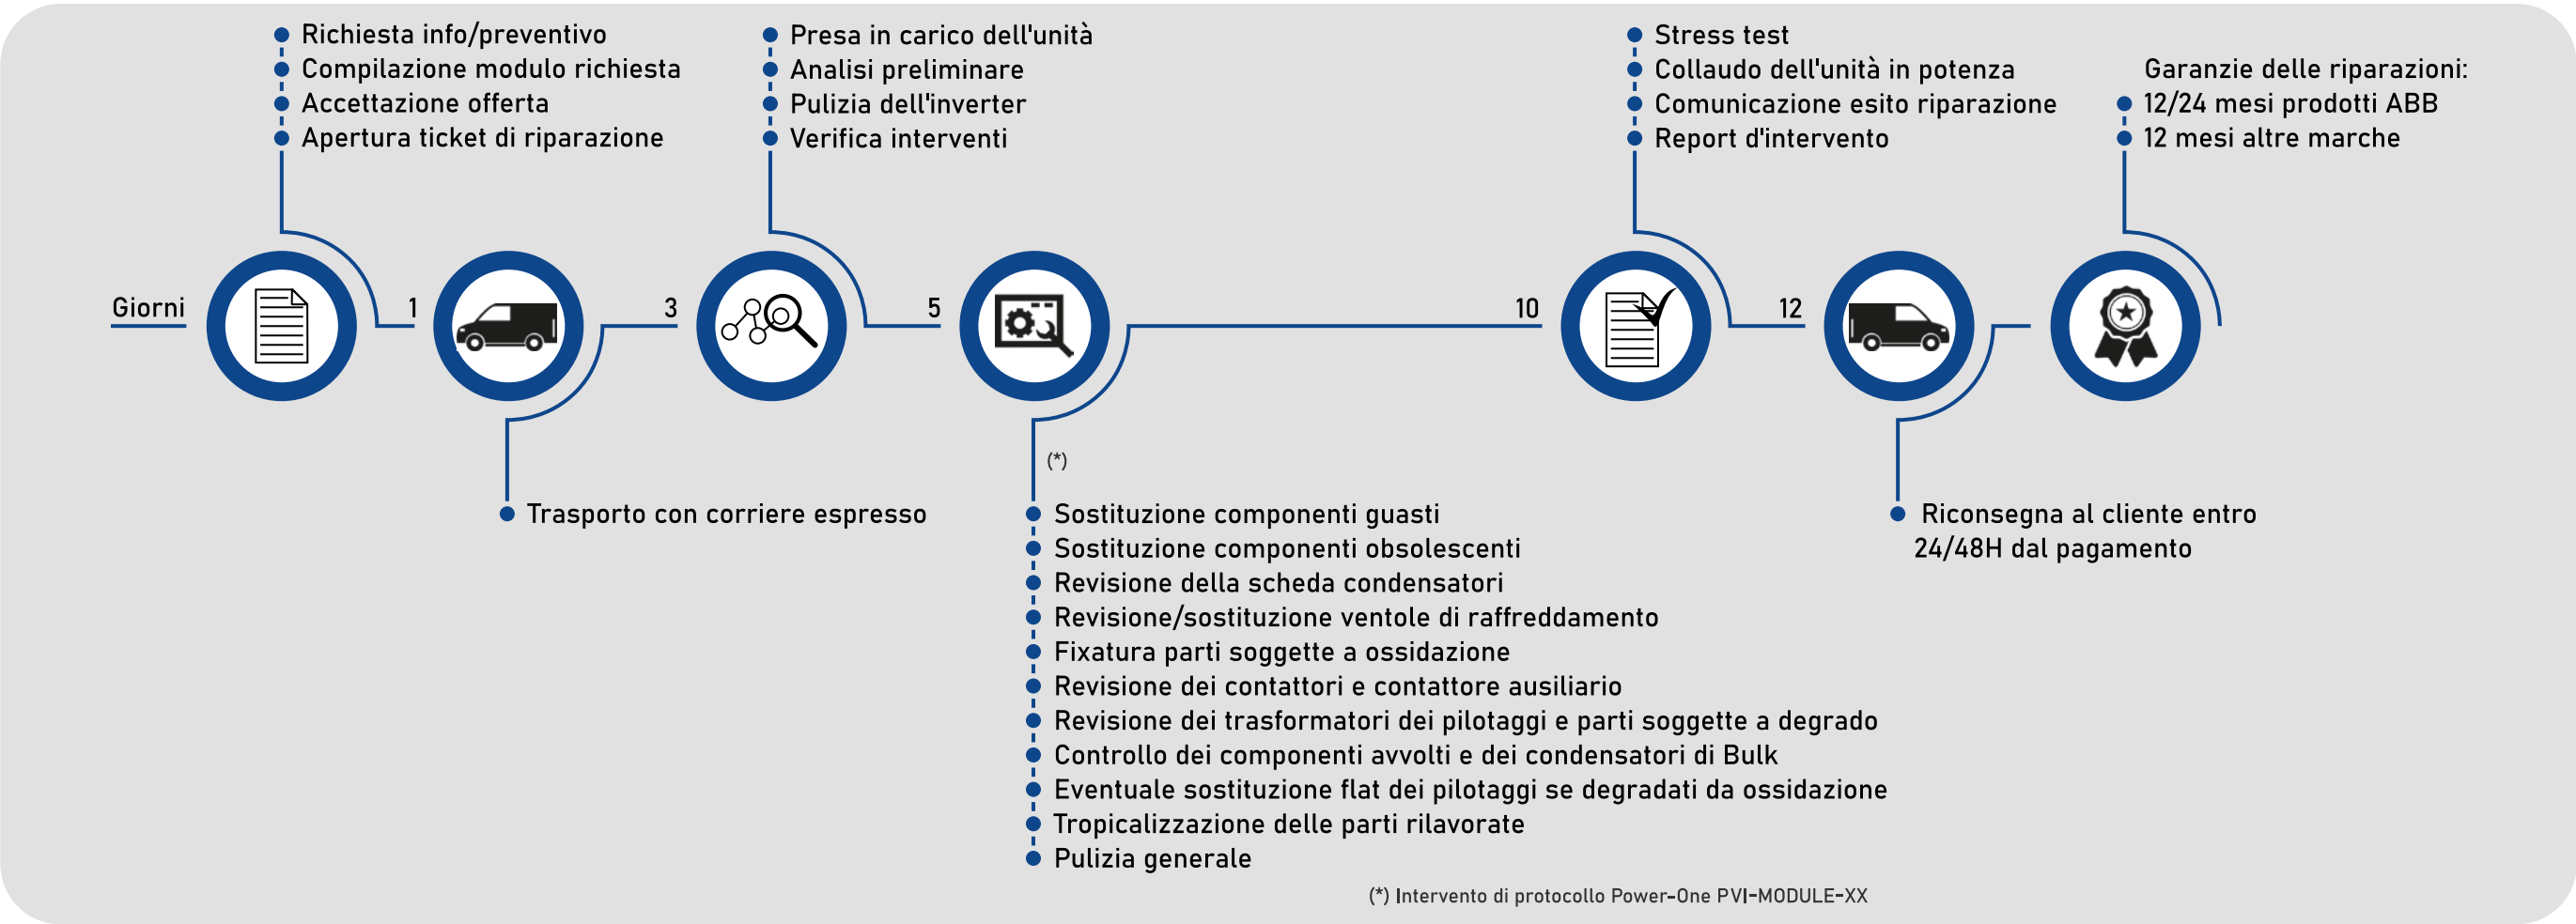 Richiesta info/preventivo
Compilazione modulo richiesta
Accettazione offerta
Apertura ticket di riparazione
Presa in carico dell'unità
Analisi preliminare
Pulizia dell'inverter
Verifica interventi
Stress test
Collaudo dell'unità in potenza
Comunicazione esito riparazione
Report d'intervento
Garanzie delle riparazioni:
12/24 mesi prodotti ABB
12 mesi altre marche
Giorni
1
3
5
10
12
Trasporto con corriere espresso
(*)
Sostituzione componenti guasti
Sostituzione componenti obsolescenti
Revisione della scheda condensatori
Revisione/sostituzione ventole di raffreddamento
Fixatura parti soggette a ossidazione
Revisione dei contattori e contattore ausiliario
Revisione dei trasformatori dei pilotaggi e parti soggette a degrado
Controllo dei componenti avvolti e dei condensatori di Bulk
Eventuale sostituzione flat dei pilotaggi se degradati da ossidazione
Tropicalizzazione delle parti rilavorate
Pulizia generale
Riconsegna al cliente entro
24/48H dal pagamento
(*) Intervento di protocollo Power-One PVI-MODULE-XX